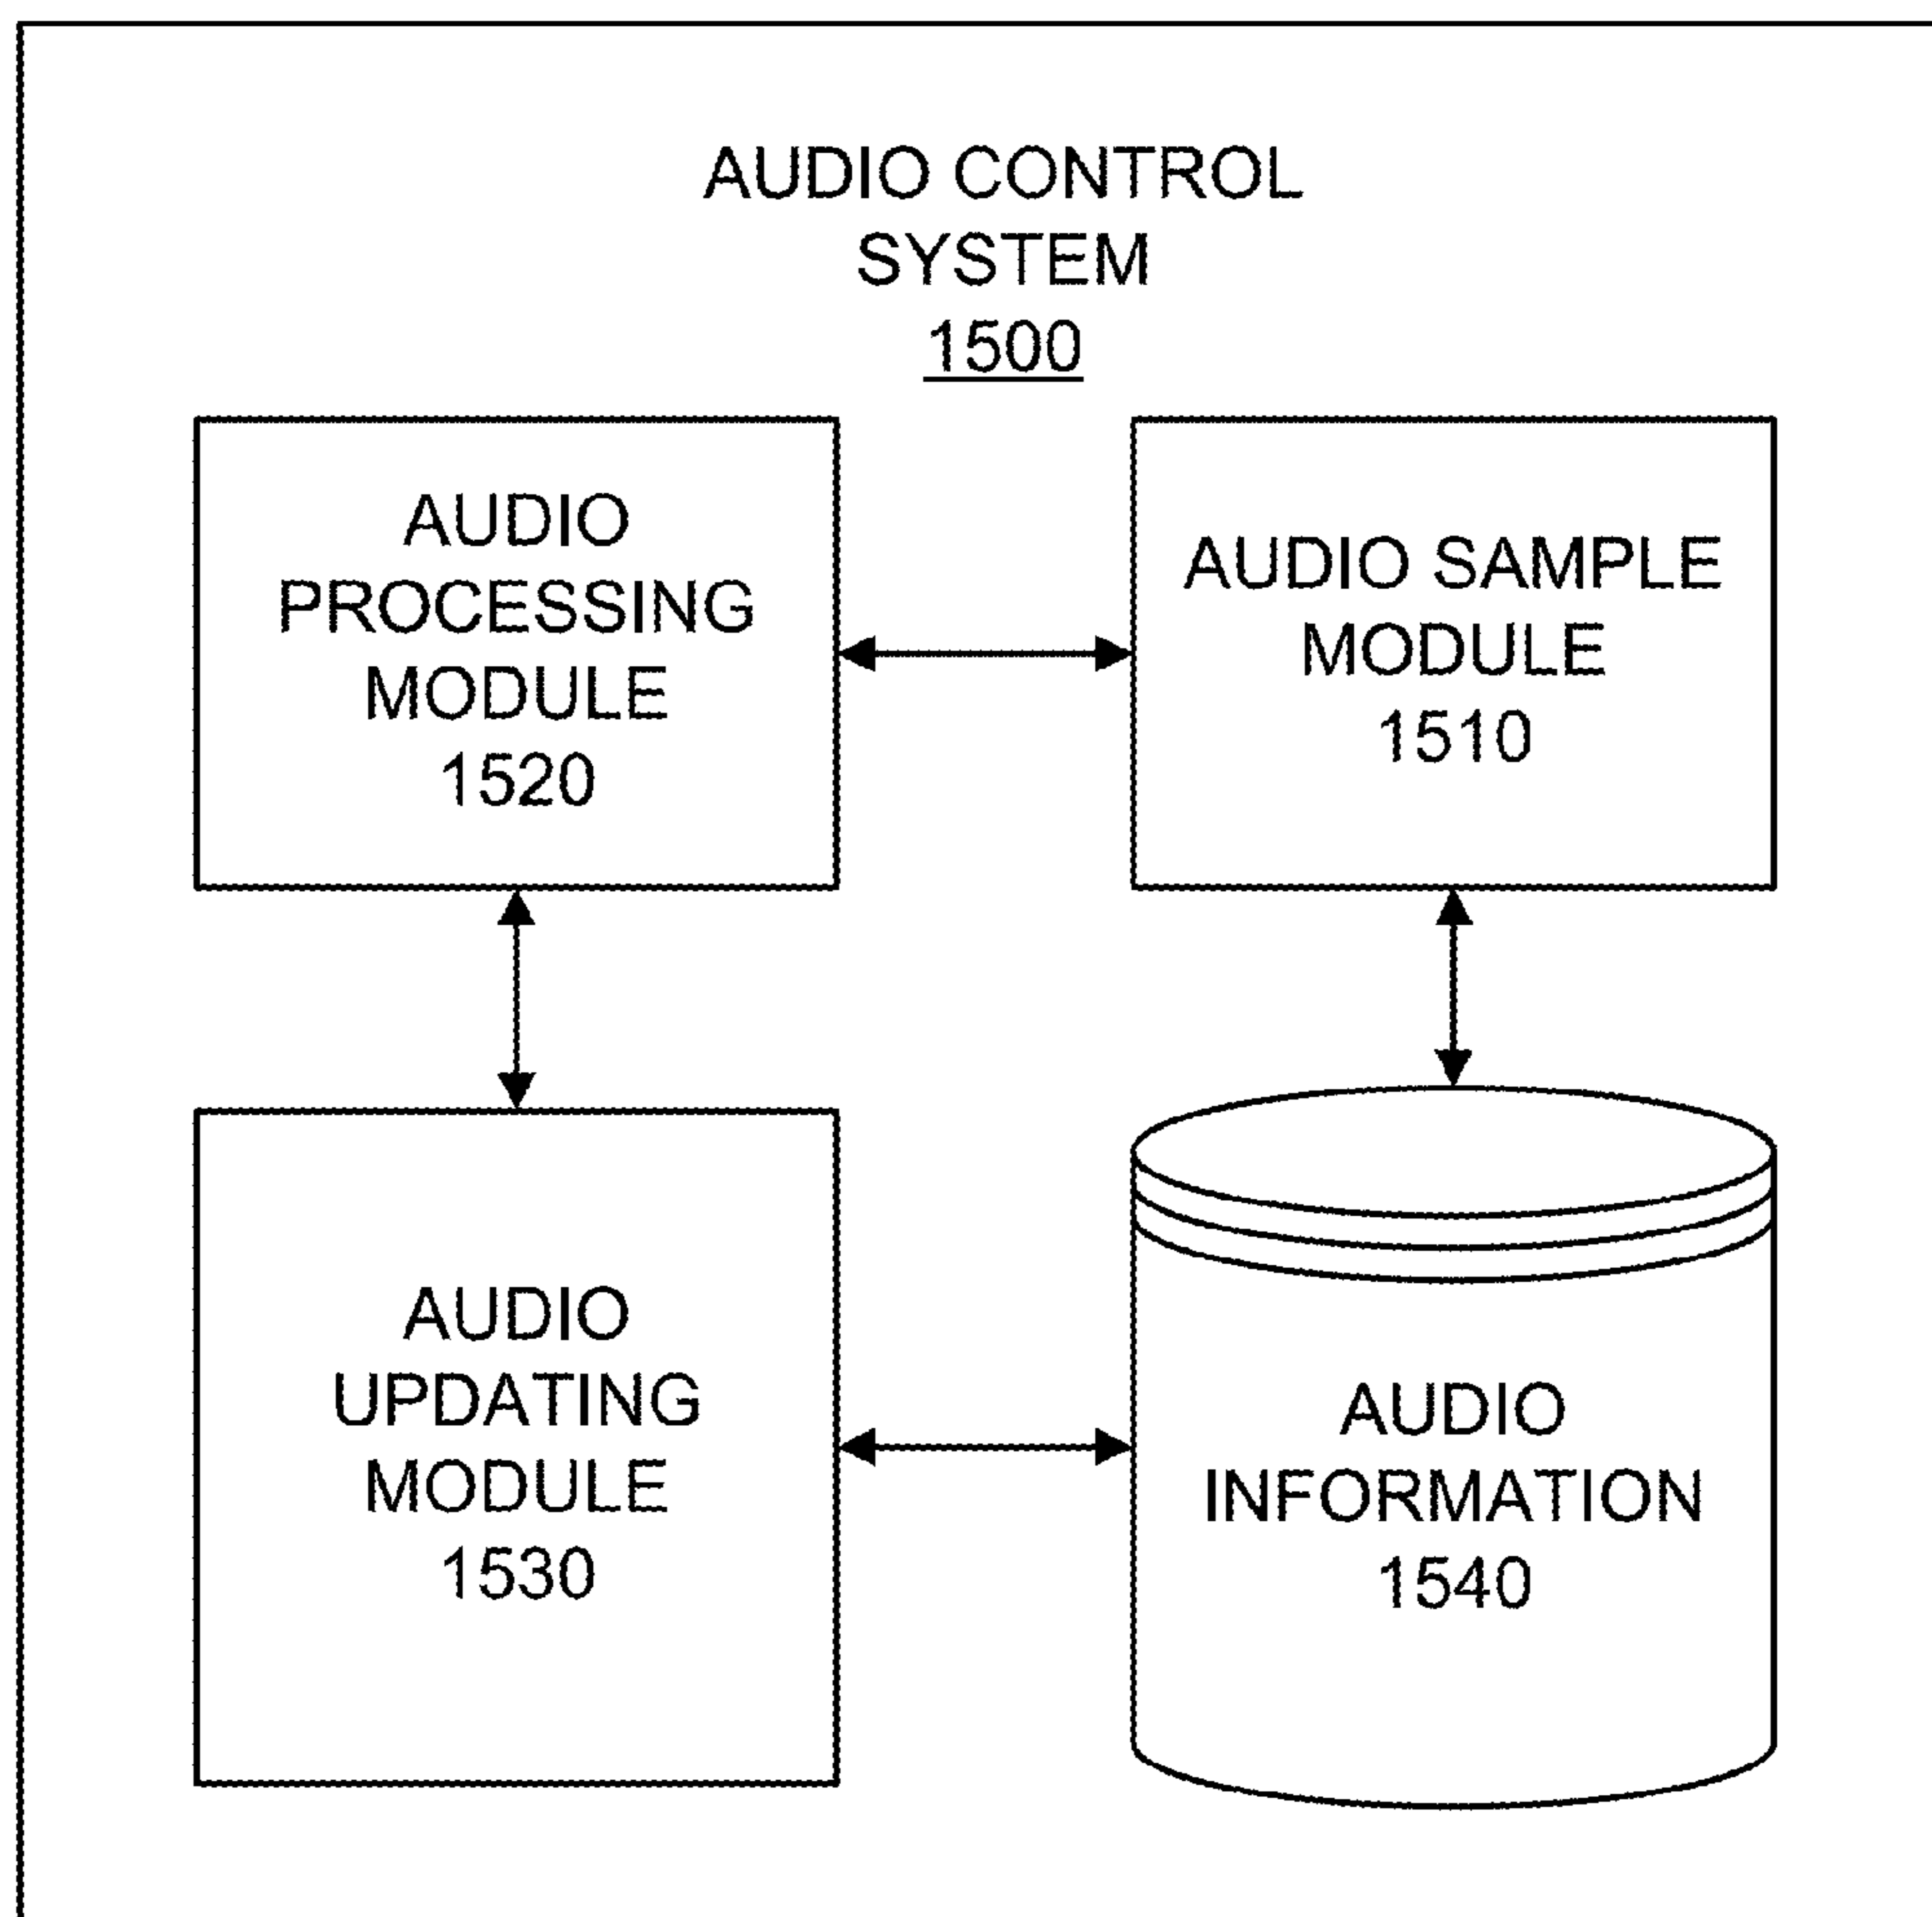 AUDIO CONTROL
SYSTEM
1500
AUDIO
PROCESSING
MODULE
1520
AUDIO SAMPLE
MODULE
1510
AUDIO
UPDATING
MODULE
1530
AUDIO
INFORMATION
1540